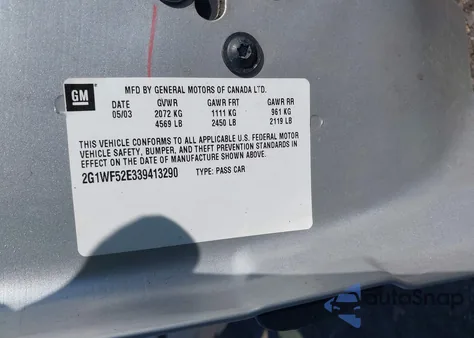 GM
MFD BY GENERAL MOTORS OF CANADA LTD.
DATE GVWR GAWR FRT GAWR RR
05/03 2072 KG 1111 KG 961 KG
4569 LB 2450 LB 2119 LB
THIS VEHICLE CONFORMS TO ALL APPLICABLE U.S. FEDERAL MOTOR
VEHICLE SAFETY, BUMPER, AND THEFT PREVENTION STANDARDS IN
EFFECT ON THE DATE OF MANUFACTURE SHOWN ABOVE.
2G1WF52E339413290 TYPE: PASS CAR
autoSnap